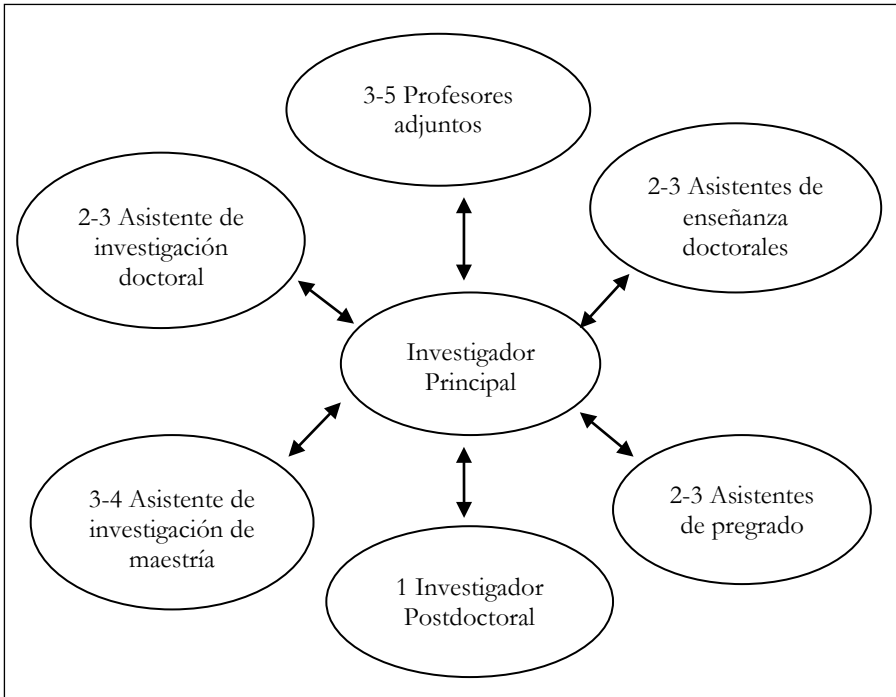 3-5 Profesores
adjuntos
2-3 Asistente de
investigación
doctoral
2-3 Asistentes de
enseñanza
doctorales
Investigador
Principal
3-4 Asistente de
investigación de
maestría
2-3 Asistentes
de pregrado
1 Investigador
Postdoctoral